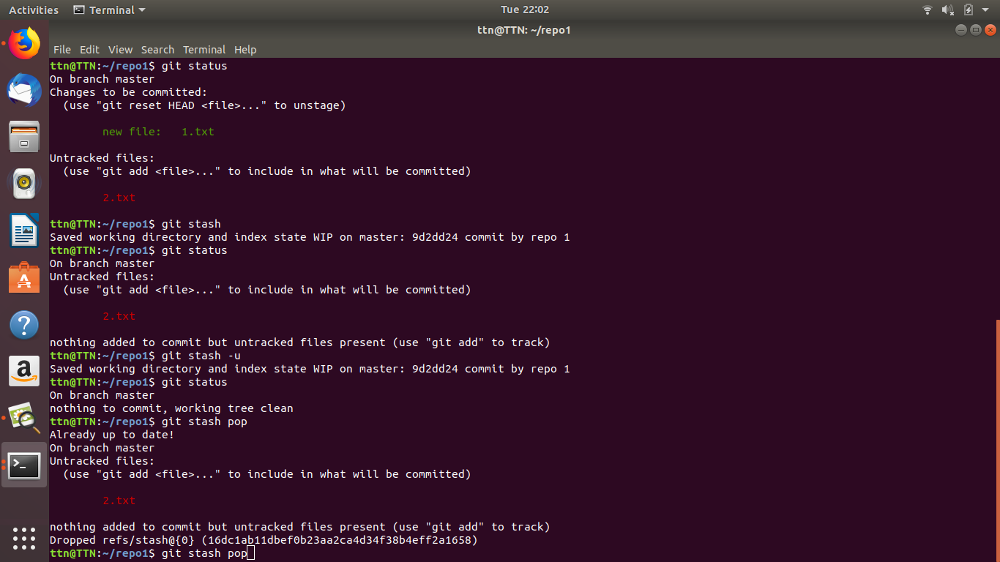 Activities Terminal Tue 22:02
ttn@TTN: ~/repo1
File Edit View Search Terminal Help
ttn@TTN:~/repo1$ git status
On branch master
Changes to be committed:
  (use "git reset HEAD <file>..." to unstage)
        new file:   1.txt
Untracked files:
  (use "git add <file>..." to include in what will be committed)
        2.txt
ttn@TTN:~/repo1$ git stash
Saved working directory and index state WIP on master: 9d2dd24 commit by repo 1
ttn@TTN:~/repo1$ git status
On branch master
Untracked files:
  (use "git add <file>..." to include in what will be committed)
        2.txt
nothing added to commit but untracked files present (use "git add" to track)
ttn@TTN:~/repo1$ git stash -u
Saved working directory and index state WIP on master: 9d2dd24 commit by repo 1
ttn@TTN:~/repo1$ git status
On branch master
nothing to commit, working tree clean
ttn@TTN:~/repo1$ git stash pop
Already up to date!
On branch master
Untracked files:
  (use "git add <file>..." to include in what will be committed)
        2.txt
nothing added to commit but untracked files present (use "git add" to track)
Dropped refs/stash@{0} (16dc1ab11dbef0b23aa2ca4d34f38b4eff2a1658)
ttn@TTN:~/repo1$ git stash pop